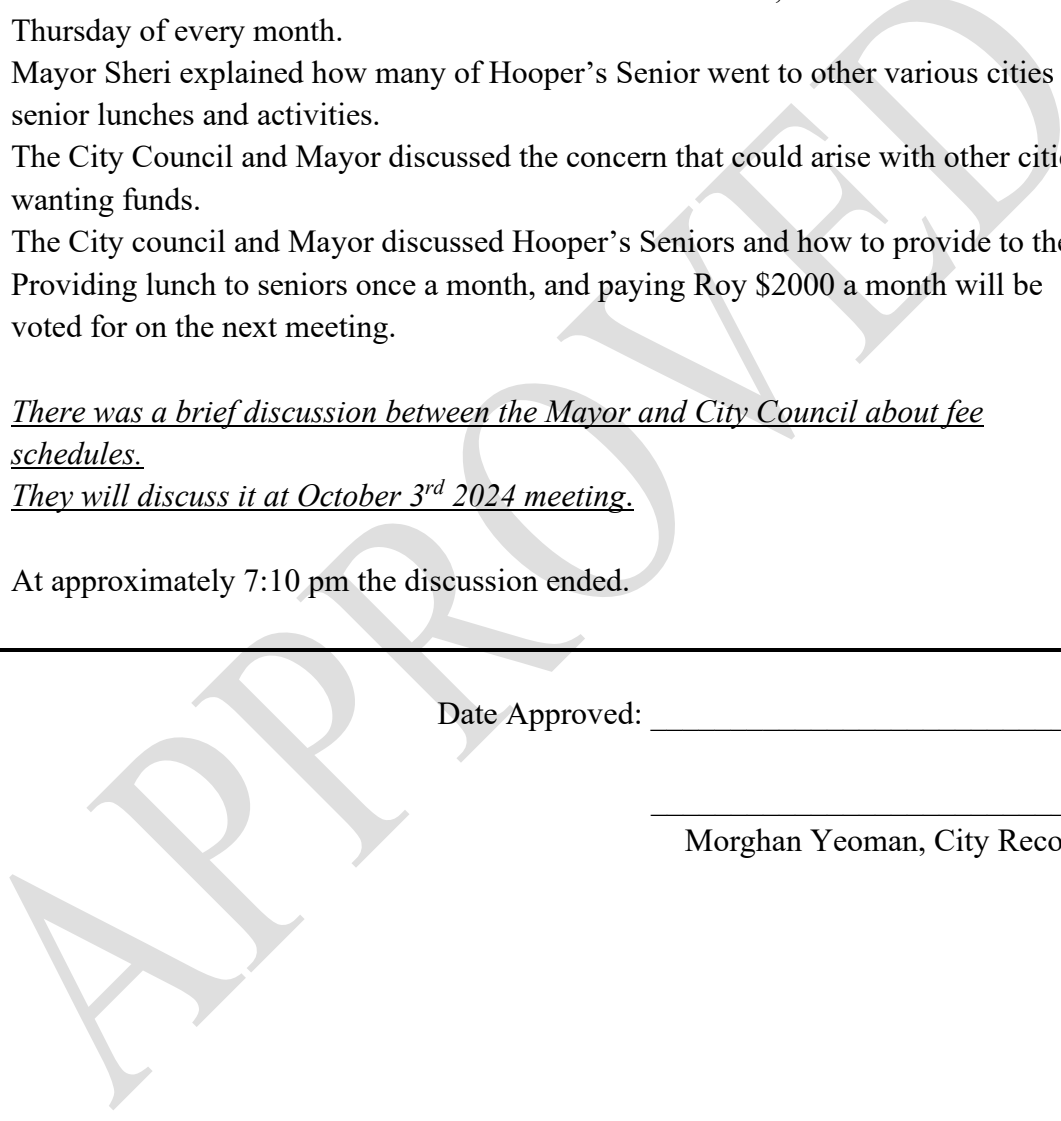 Thursday of every month.
Mayor Sheri explained how many of Hooper’s Senior went to other various cities
senior lunches and activities.
The City Council and Mayor discussed the concern that could arise with other citi
wanting funds.
The City council and Mayor discussed Hooper’s Seniors and how to provide to the
Providing lunch to seniors once a month, and paying Roy $2000 a month will be
voted for on the next meeting.
There was a brief discussion between the Mayor and City Council about fee
schedules.
They will discuss it at October 3rd 2024 meeting.
At approximately 7:10 pm the discussion ended.
Date Approved: ____________________
____________________
Morghan Yeoman, City Reco
APPROVED